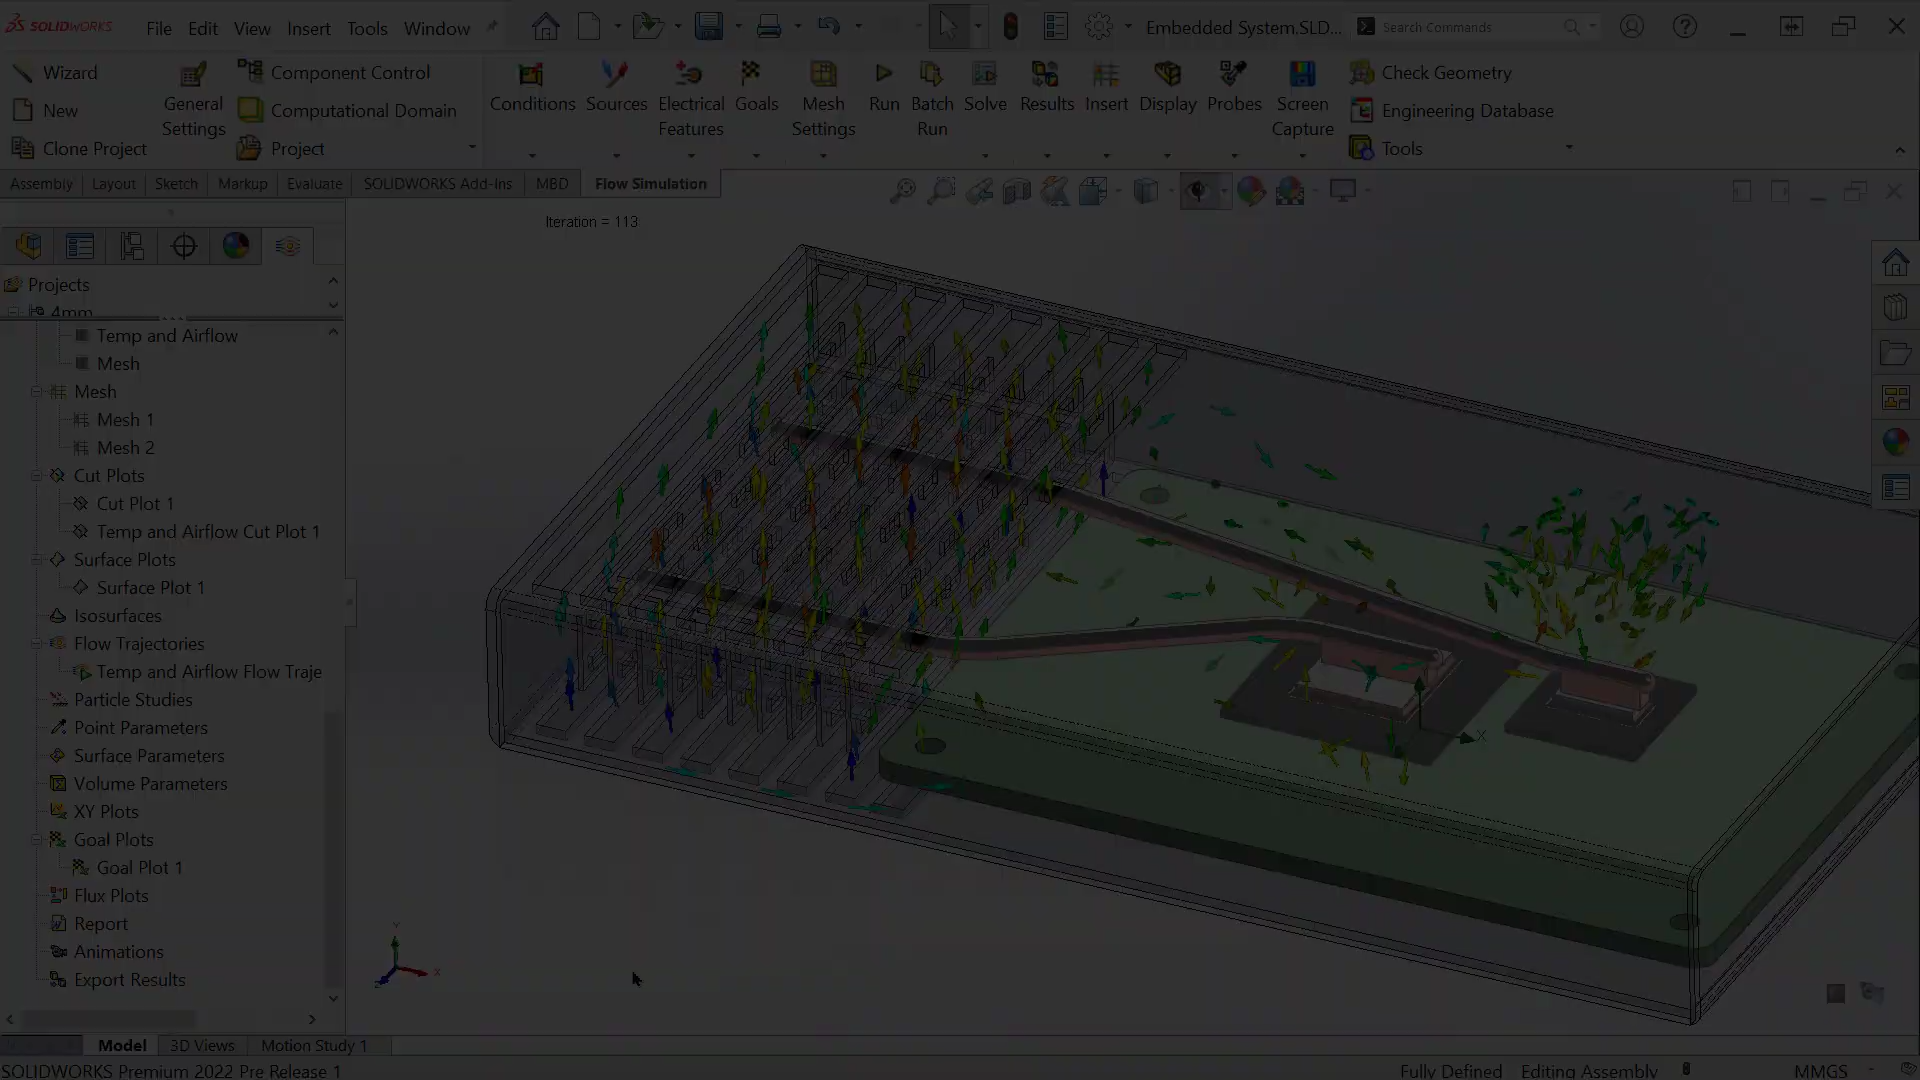 SOLIDWORKS
File Edit View Insert Tools Window
Embedded System.SLD...
Search Commands
Wizard
New
Clone Project
General Settings
Component Control
Computational Domain
Project
Conditions
Sources
Electrical Features
Goals
Mesh Settings
Run
Batch Run
Solve
Results
Insert
Display
Probes
Screen Capture
Check Geometry
Engineering Database
Tools
Assembly Layout Sketch Markup Evaluate SOLIDWORKS Add-Ins MBD Flow Simulation
Iteration = 113
Projects
4mm
Temp and Airflow
Mesh
Mesh
Mesh 1
Mesh 2
Cut Plots
Cut Plot 1
Temp and Airflow Cut Plot 1
Surface Plots
Surface Plot 1
Isosurfaces
Flow Trajectories
Temp and Airflow Flow Traje
Particle Studies
Point Parameters
Surface Parameters
Volume Parameters
XY Plots
Goal Plots
Goal Plot 1
Flux Plots
Report
Animations
Export Results
X
Y
X
Model 3D Views Motion Study 1
SOLIDWORKS Premium 2022 Pre Release 1
Fully Defined Editing Assembly MMGS